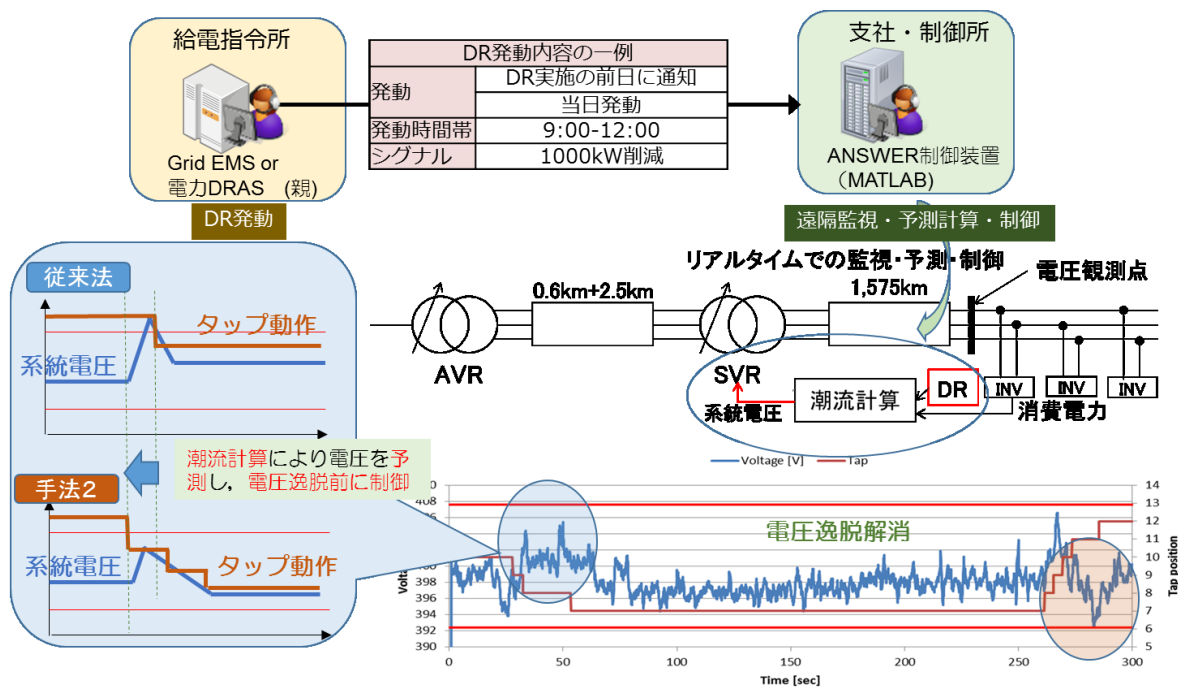 給電指令所
Grid EMS or
電力DRAS (親)
DR発動内容の一例
発動
DR実施の前日に通知
当日発動
発動時間帯
9:00-12:00
シグナル
1000kW削減
支社・制御所
ANSWER制御装置
(MATLAB)
DR発動
遠隔監視・予測計算・制御
従来法
タップ動作
系統電圧
手法2
系統電圧
タップ動作
潮流計算により電圧を予
測し，電圧逸脱前に制御
リアルタイムでの監視・予測・制御
電圧観測点
0.6km+2.5km
1,575km
AVR
SVR
系統電圧
潮流計算
DR
INV
INV
INV
消費電力
Voltage [V]
Tap
電圧逸脱解消
408
398
396
394
392
390
14
13
12
11
10
9
8
7
6
5
Tap position
0
50
100
150
200
250
300
Time [sec]